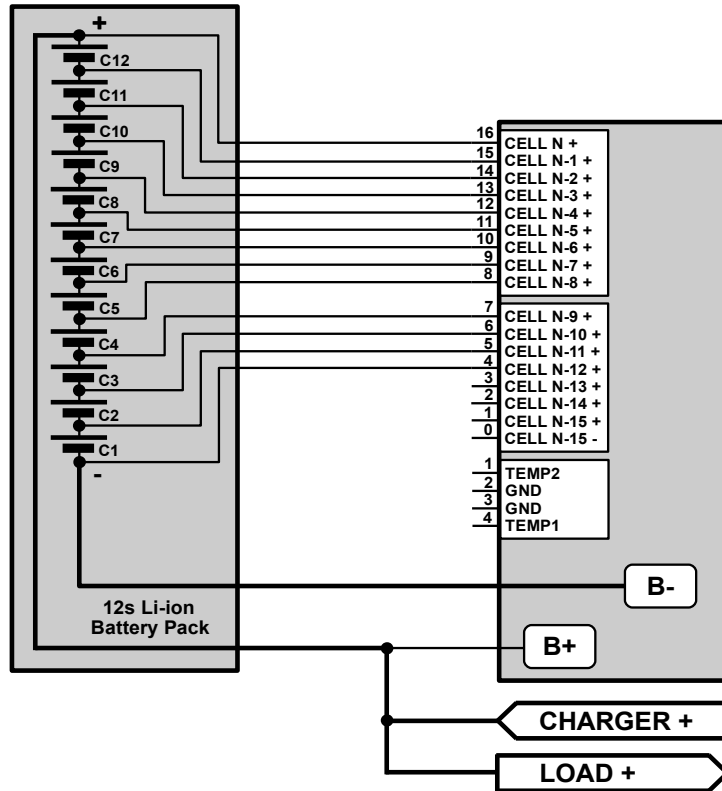 +
C12
C11
C10
C9
C8
C7
C6
C5
C4
C3
C2
C1
-
12s Li-ion
Battery Pack
16 CELL N +
15 CELL N-1 +
14 CELL N-2 +
13 CELL N-3 +
12 CELL N-4 +
11 CELL N-5 +
10 CELL N-6 +
9 CELL N-7 +
8 CELL N-8 +
7 CELL N-9 +
6 CELL N-10 +
5 CELL N-11 +
4 CELL N-12 +
3 CELL N-13 +
2 CELL N-14 +
1 CELL N-15 +
0 CELL N-15 -
1 TEMP2
2 GND
3 GND
4 TEMP1
B-
B+
CHARGER +
LOAD +